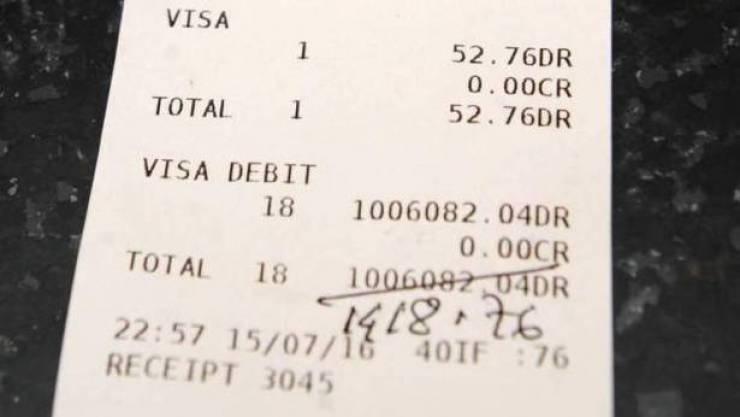 VISA
1 52.76DR
0.00CR
TOTAL 1 52.76DR
VISA DEBIT
18 1006082.04DR
0.00CR
TOTAL 18 1006082.04DR
1418.76
22:57 15/07/16 40IF :76
RECEIPT 3045